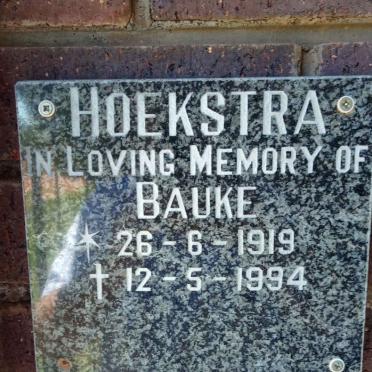 HOEKSTRA
IN LOVING MEMORY OF
BAUKE
* 26 - 6 - 1919
† 12 - 5 - 1994